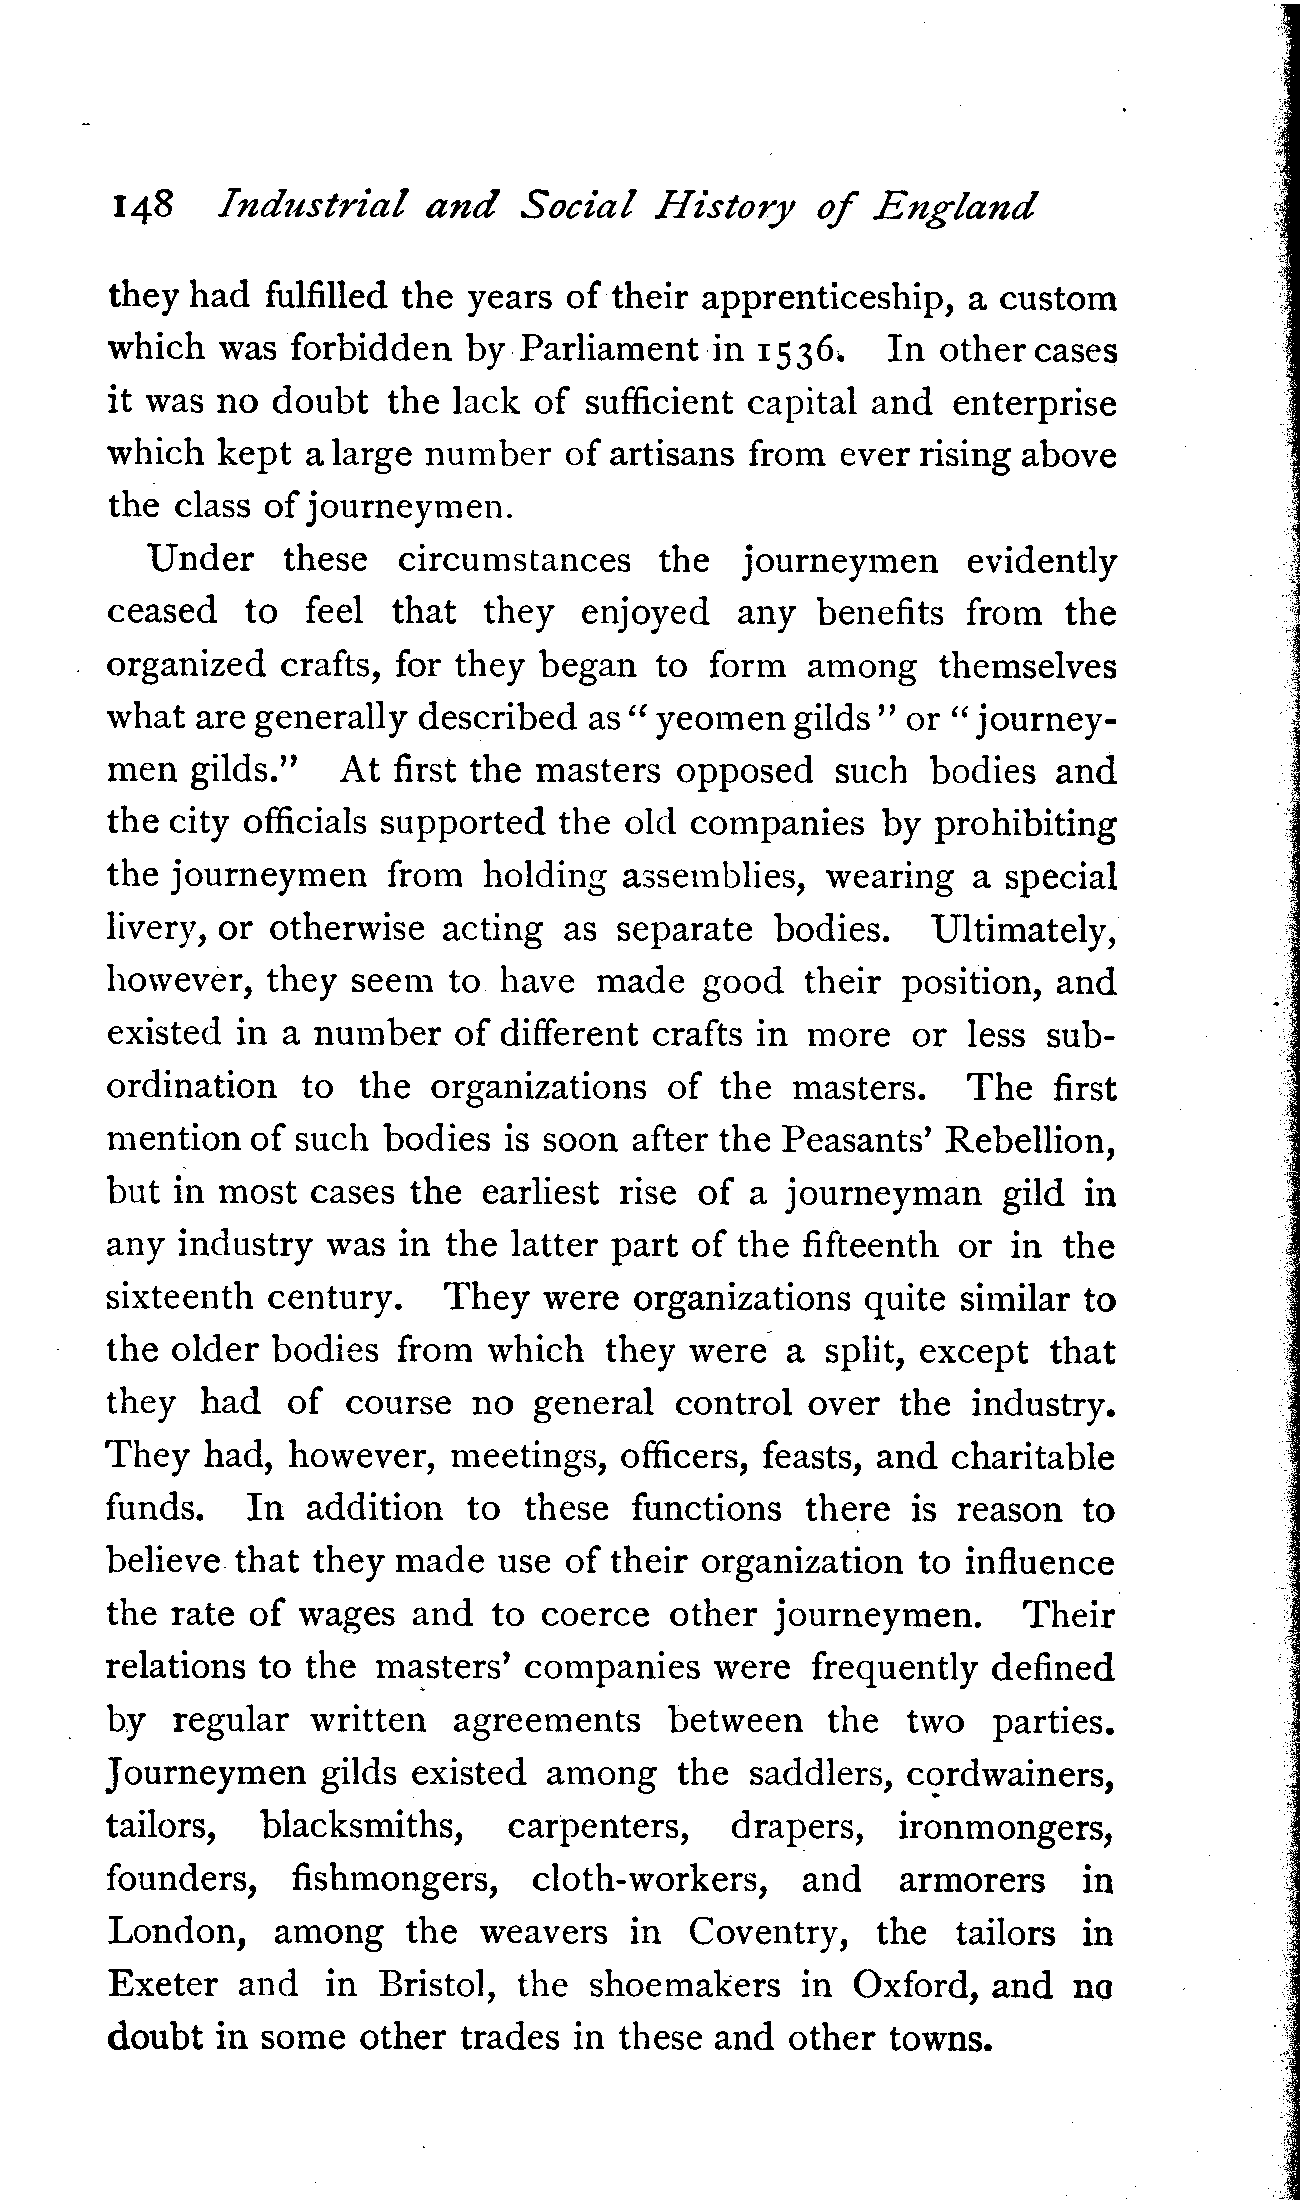 148 Industrial and Social History of England
they had fulfilled the years of their apprenticeship, a custom
which was forbidden by Parliament in 1536. In other cases
it was no doubt the lack of sufficient capital and enterprise
which kept a large number of artisans from ever rising above
the class of journeymen.
Under these circumstances the journeymen evidently
ceased to feel that they enjoyed any benefits from the
organized crafts, for they began to form among themselves
what are generally described as “yeomen gilds” or “journey-
men gilds.” At first the masters opposed such bodies and
the city officials supported the old companies by prohibiting
the journeymen from holding assemblies, wearing a special
livery, or otherwise acting as separate bodies. Ultimately,
however, they seem to have made good their position, and
existed in a number of different crafts in more or less sub-
ordination to the organizations of the masters. The first
mention of such bodies is soon after the Peasants’ Rebellion,
but in most cases the earliest rise of a journeyman gild in
any industry was in the latter part of the fifteenth or in the
sixteenth century. They were organizations quite similar to
the older bodies from which they were a split, except that
they had of course no general control over the industry.
They had, however, meetings, officers, feasts, and charitable
funds. In addition to these functions there is reason to
believe that they made use of their organization to influence
the rate of wages and to coerce other journeymen. Their
relations to the masters’ companies were frequently defined
by regular written agreements between the two parties.
Journeymen gilds existed among the saddlers, cordwainers,
tailors, blacksmiths, carpenters, drapers, ironmongers,
founders, fishmongers, cloth-workers, and armorers in
London, among the weavers in Coventry, the tailors in
Exeter and in Bristol, the shoemakers in Oxford, and no
doubt in some other trades in these and other towns.